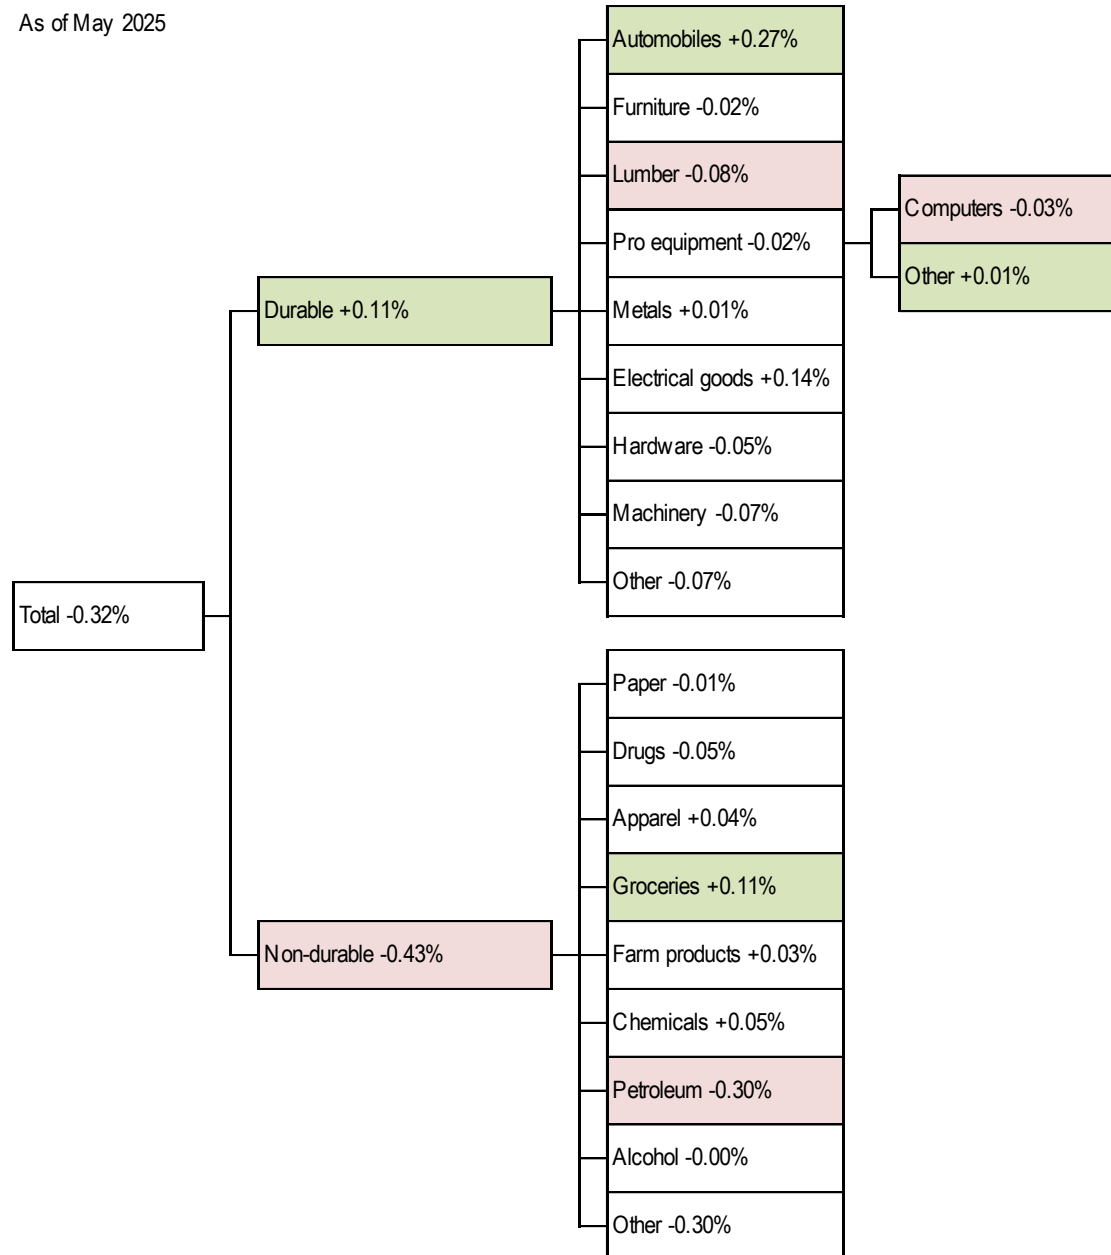 As of May 2025
Automobiles +0.27%
Furniture -0.02%
Lumber -0.08%
Pro equipment -0.02%
Computers -0.03%
Other +0.01%
Durable +0.11%
Metals +0.01%
Electrical goods +0.14%
Hardware -0.05%
Machinery -0.07%
Other -0.07%
Total -0.32%
Paper -0.01%
Drugs -0.05%
Apparel +0.04%
Groceries +0.11%
Non-durable -0.43%
Farm products +0.03%
Chemicals +0.05%
Petroleum -0.30%
Alcohol -0.00%
Other -0.30%